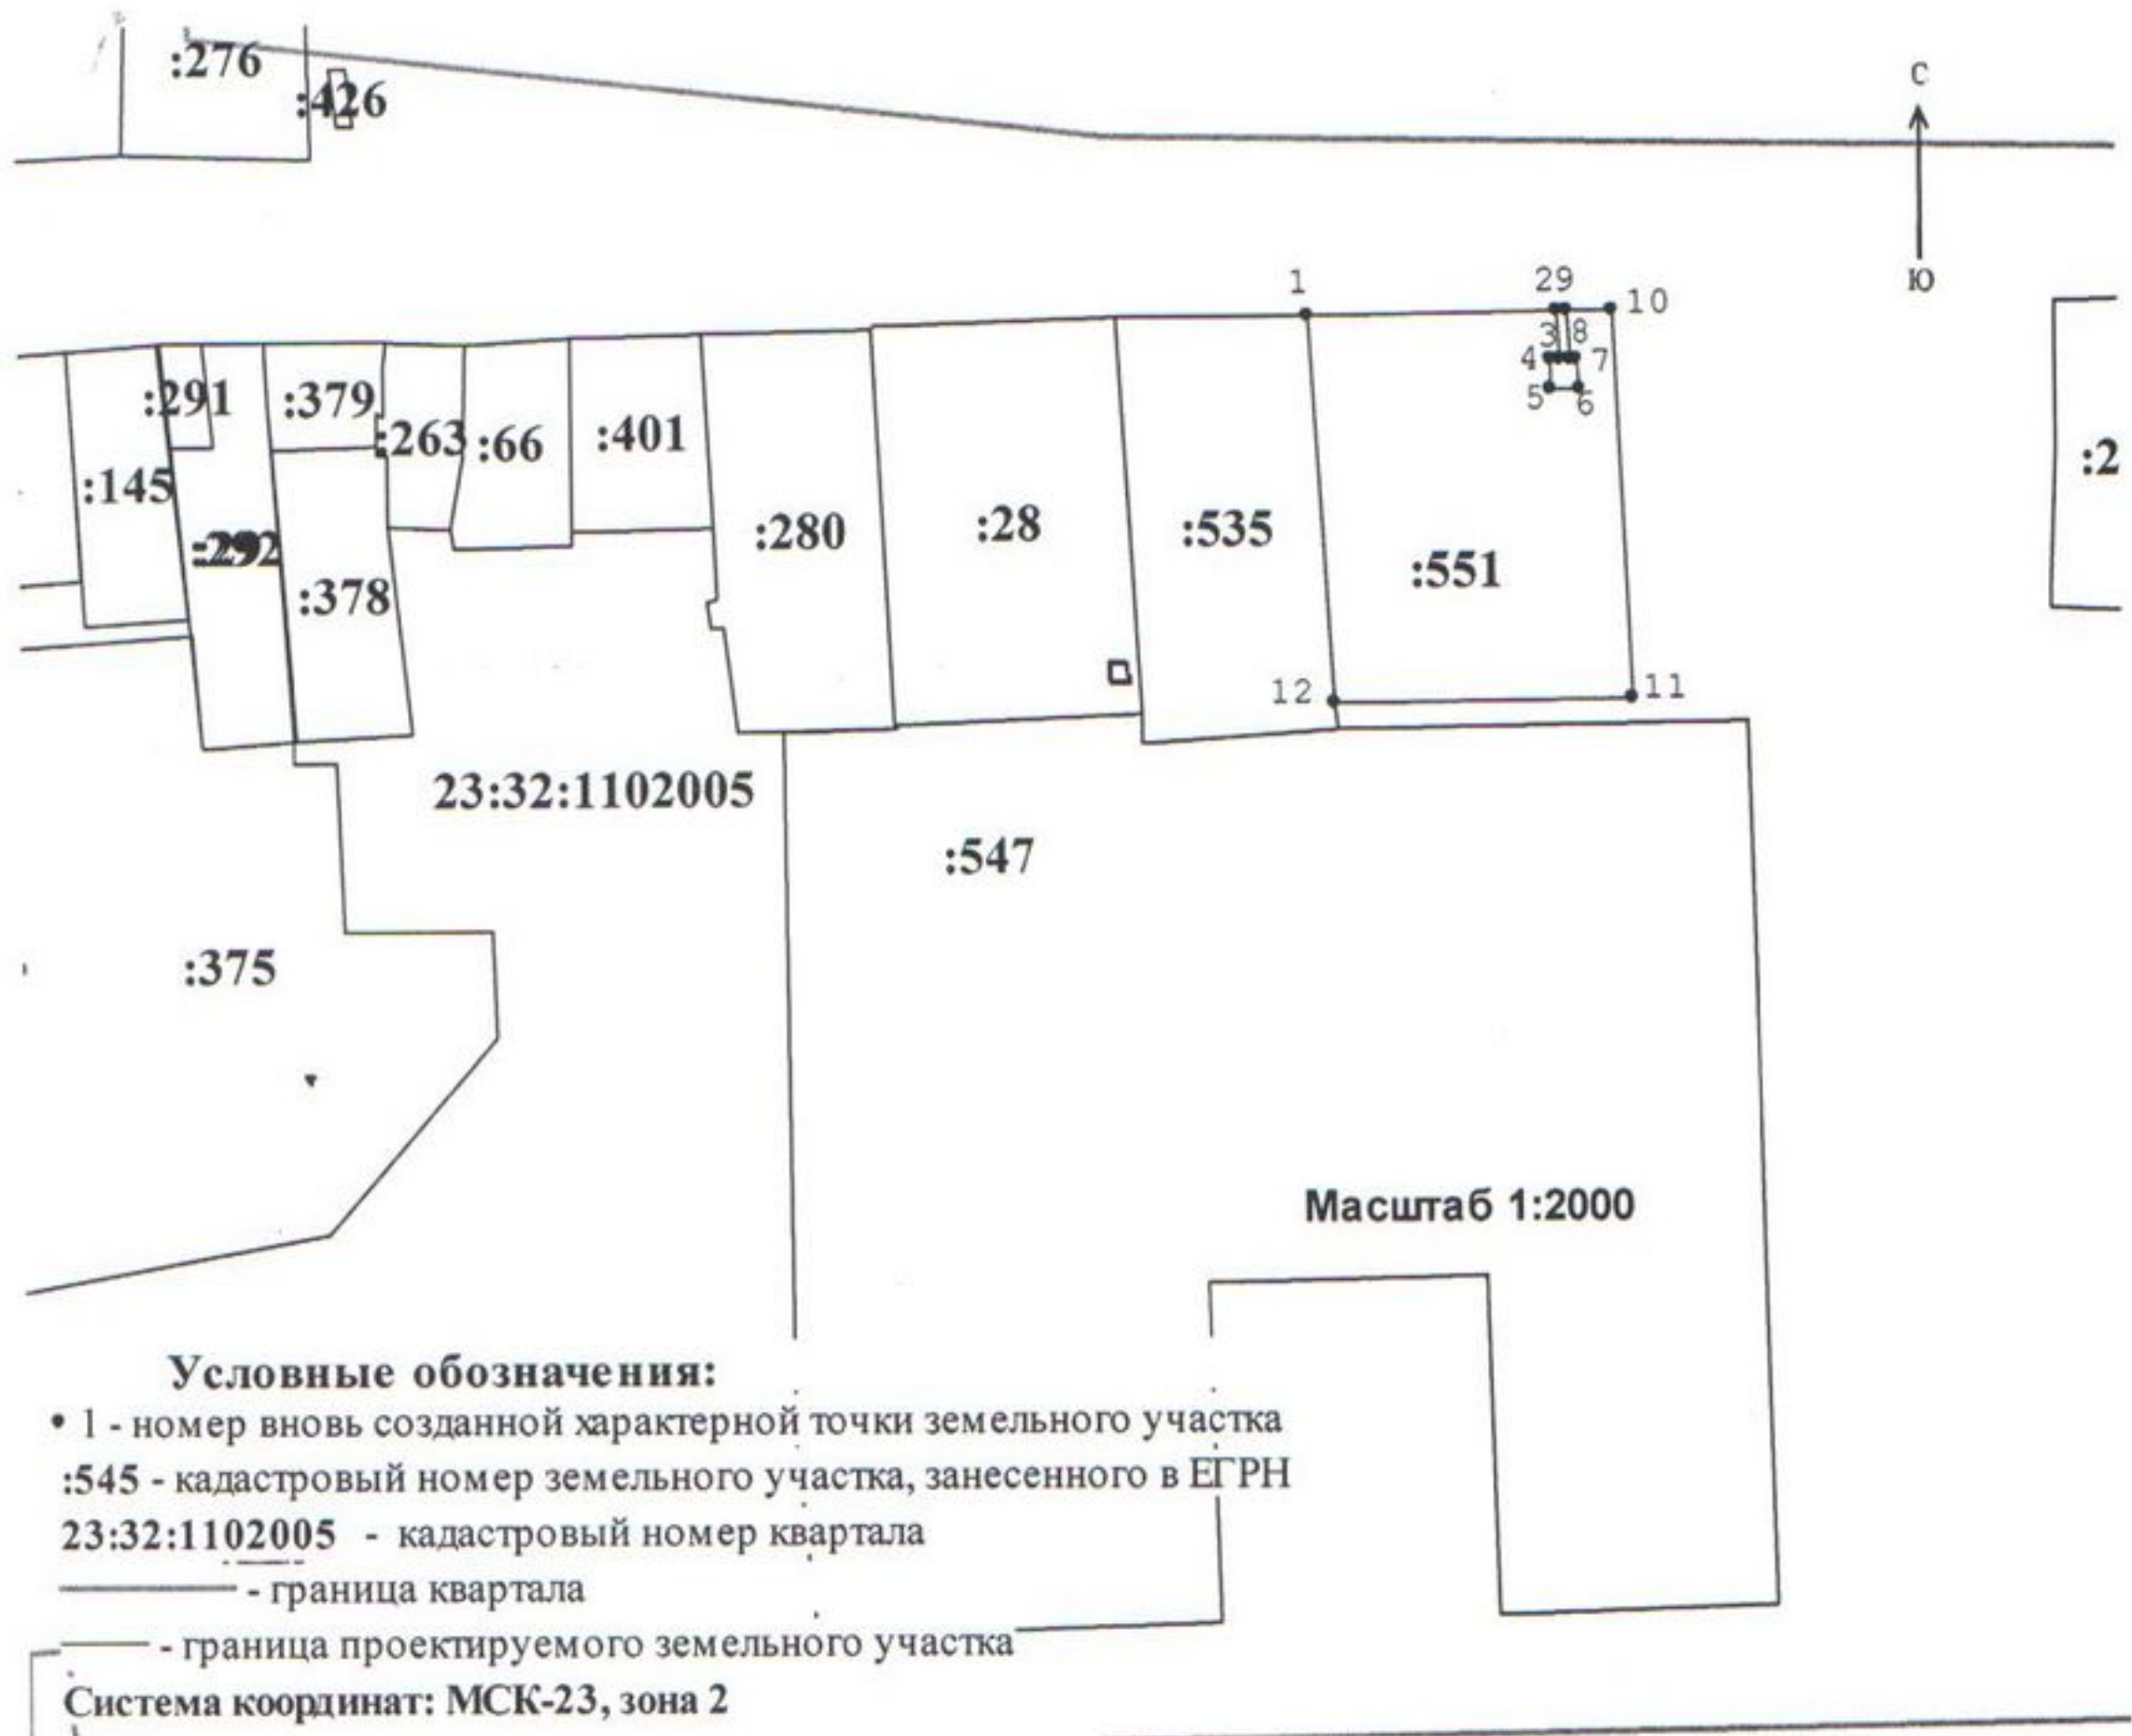 :276
:426
С
Ю
1
29
10
3
8
4
7
5
6
:291
:379
:263
:66
:401
:2
:145
:280
:28
:535
:551
:292
:378
12
11
23:32:1102005
:547
:375
Масштаб 1:2000
Условные обозначения:
• 1 - номер вновь созданной характерной точки земельного участка
:545 - кадастровый номер земельного участка, занесенного в ЕГРН
23:32:1102005 - кадастровый номер квартала
- граница квартала
- граница проектируемого земельного участка
Система координат: МСК-23, зона 2